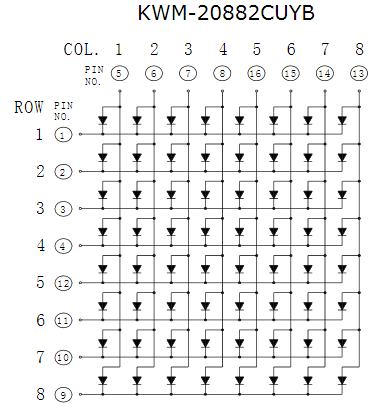 KWM-20882CUYB
COL. 1 2 3 4 5 6 7 8
PIN NO. 5 6 7 8 16 15 14 13
ROW PIN NO.
1 1
2 2
3 3
4 4
5 12
6 11
7 10
8 9